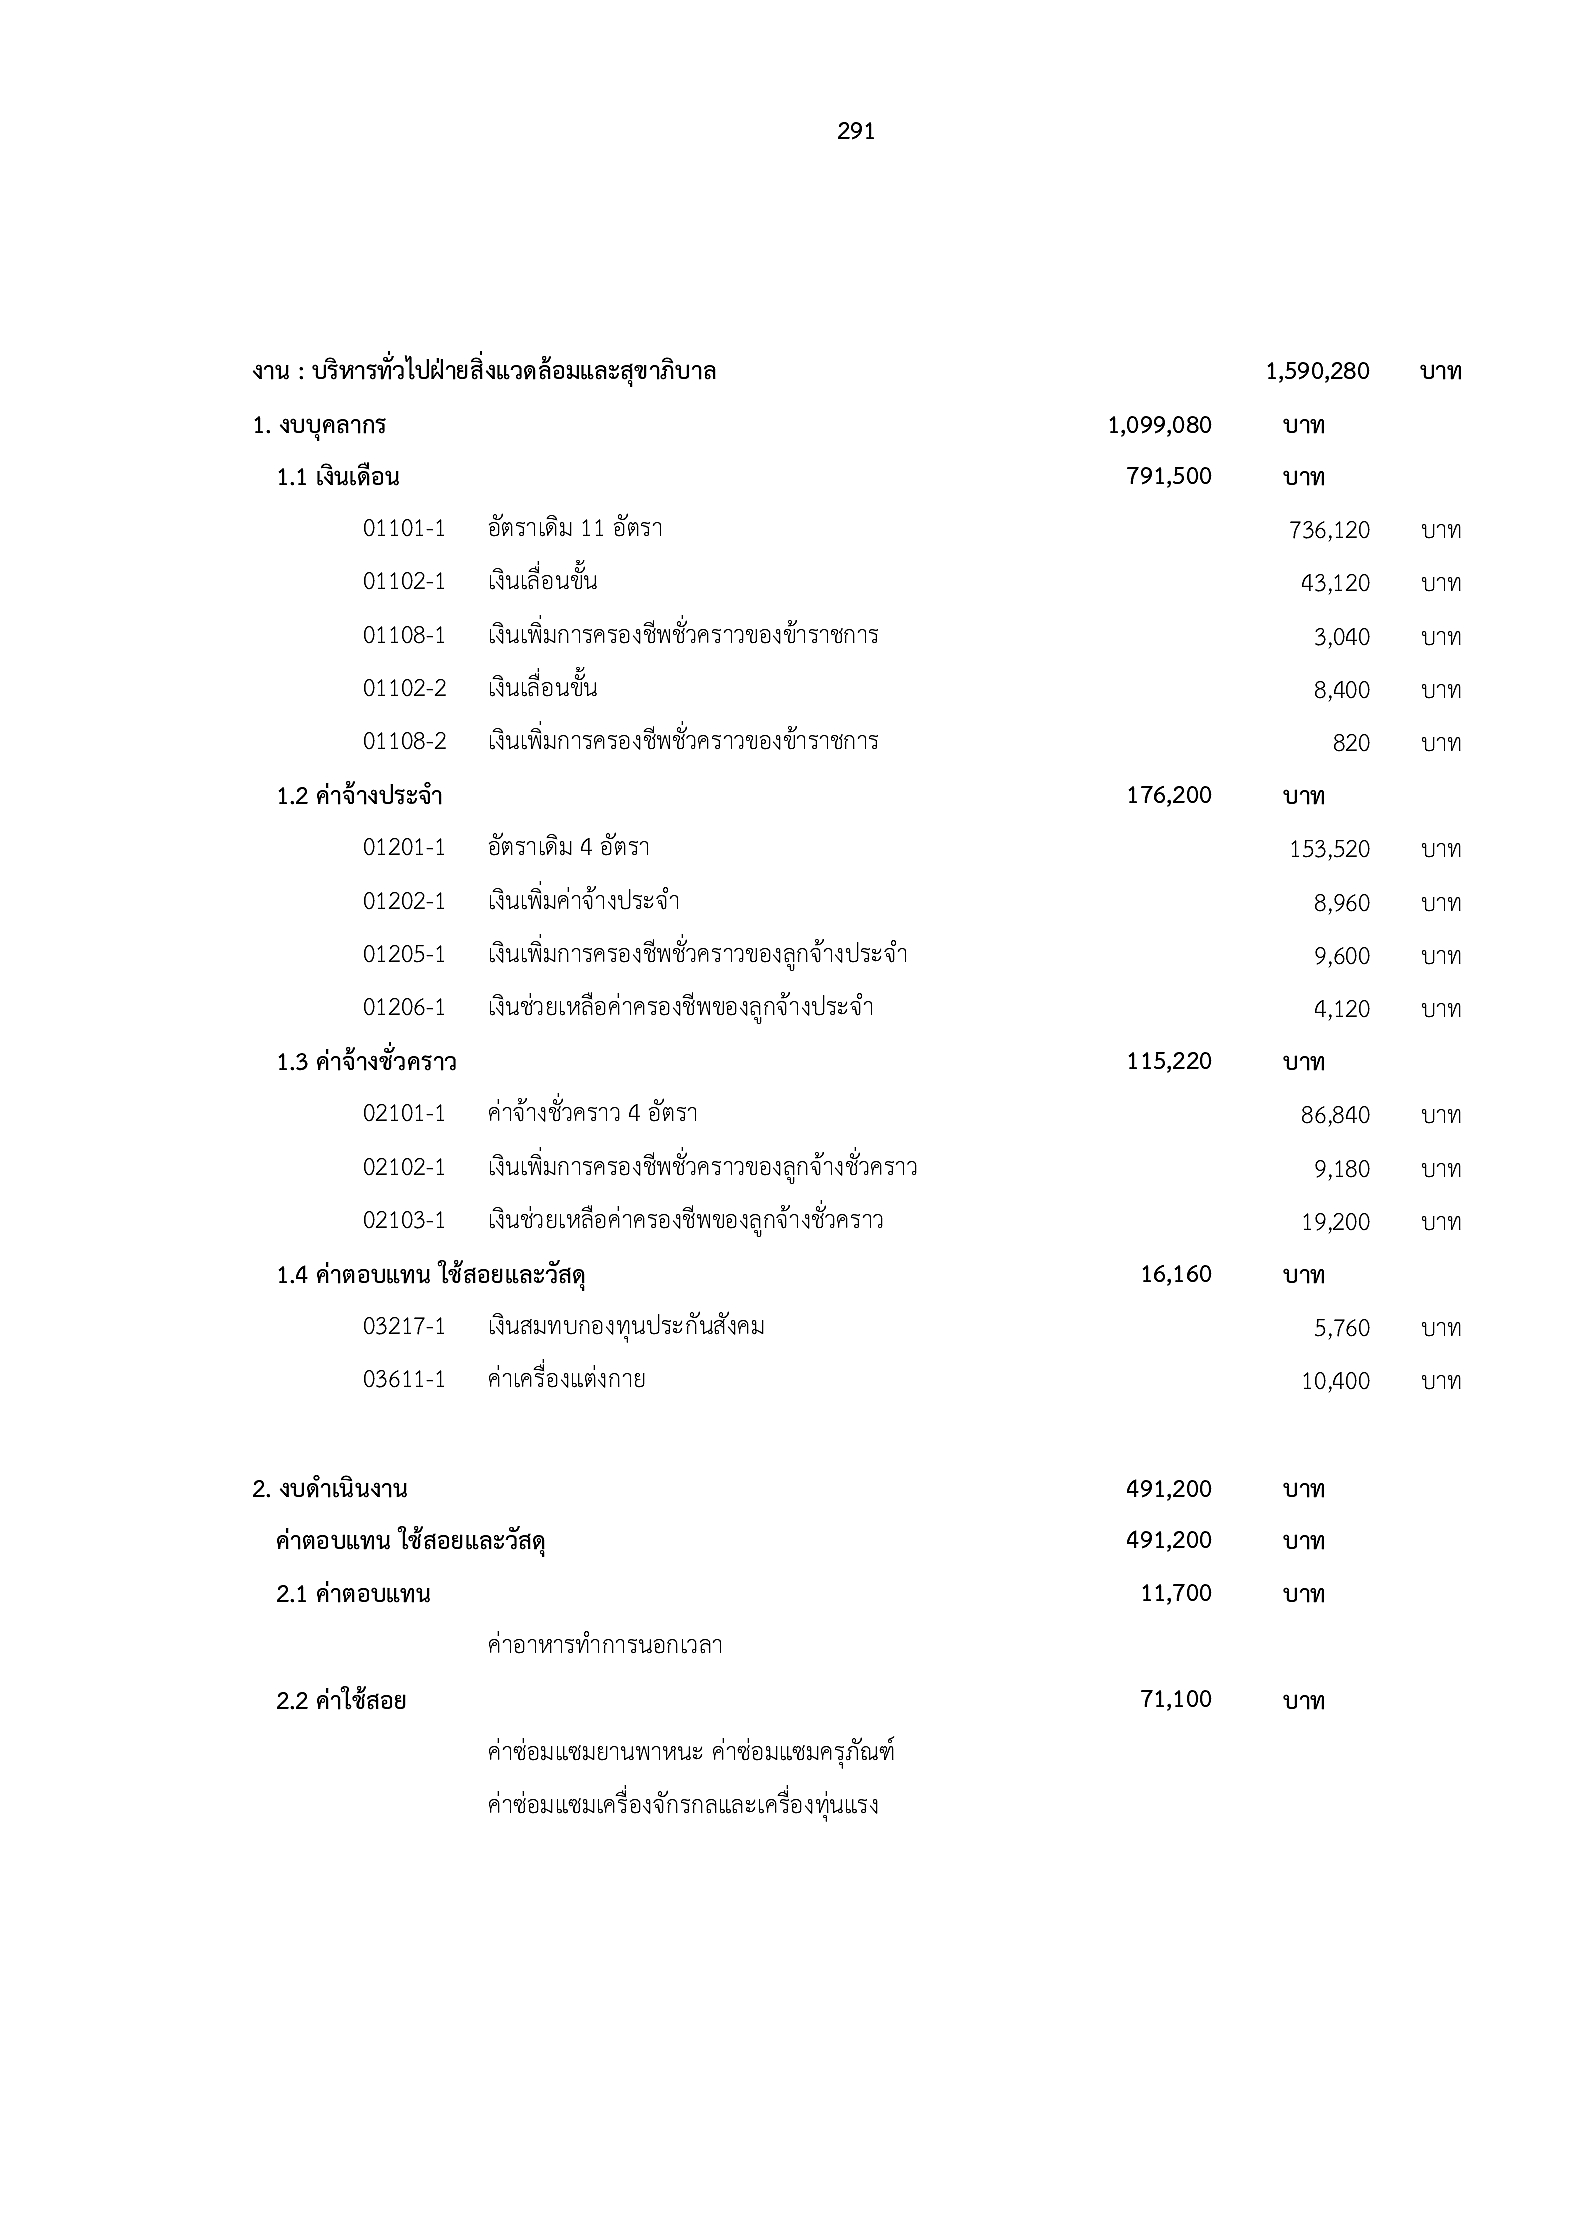 291
งาน : บริหารทั่วไปฝ่ายสิ่งแวดล้อมและสุขาภิบาล 1,590,280 บาท
1. งบบุคลากร 1,099,080 บาท
1.1 เงินเดือน 791,500 บาท
01101-1 อัตราเดิม 11 อัตรา 736,120 บาท
01102-1 เงินเลื่อนขั้น 43,120 บาท
01108-1 เงินเพิ่มการครองชีพชั่วคราวของข้าราชการ 3,040 บาท
01102-2 เงินเลื่อนขั้น 8,400 บาท
01108-2 เงินเพิ่มการครองชีพชั่วคราวของข้าราชการ 820 บาท
1.2 ค่าจ้างประจำ 176,200 บาท
01201-1 อัตราเดิม 4 อัตรา 153,520 บาท
01202-1 เงินเพิ่มค่าจ้างประจำ 8,960 บาท
01205-1 เงินเพิ่มการครองชีพชั่วคราวของลูกจ้างประจำ 9,600 บาท
01206-1 เงินช่วยเหลือค่าครองชีพของลูกจ้างประจำ 4,120 บาท
1.3 ค่าจ้างชั่วคราว 115,220 บาท
02101-1 ค่าจ้างชั่วคราว 4 อัตรา 86,840 บาท
02102-1 เงินเพิ่มการครองชีพชั่วคราวของลูกจ้างชั่วคราว 9,180 บาท
02103-1 เงินช่วยเหลือค่าครองชีพของลูกจ้างชั่วคราว 19,200 บาท
1.4 ค่าตอบแทน ใช้สอยและวัสดุ 16,160 บาท
03217-1 เงินสมทบกองทุนประกันสังคม 5,760 บาท
03611-1 ค่าเครื่องแต่งกาย 10,400 บาท
2. งบดำเนินงาน 491,200 บาท
ค่าตอบแทน ใช้สอยและวัสดุ 491,200 บาท
2.1 ค่าตอบแทน 11,700 บาท
ค่าอาหารทำการนอกเวลา
2.2 ค่าใช้สอย 71,100 บาท
ค่าซ่อมแซมยานพาหนะ ค่าซ่อมแซมครุภัณฑ์
ค่าซ่อมแซมเครื่องจักรกลและเครื่องทุ่นแรง